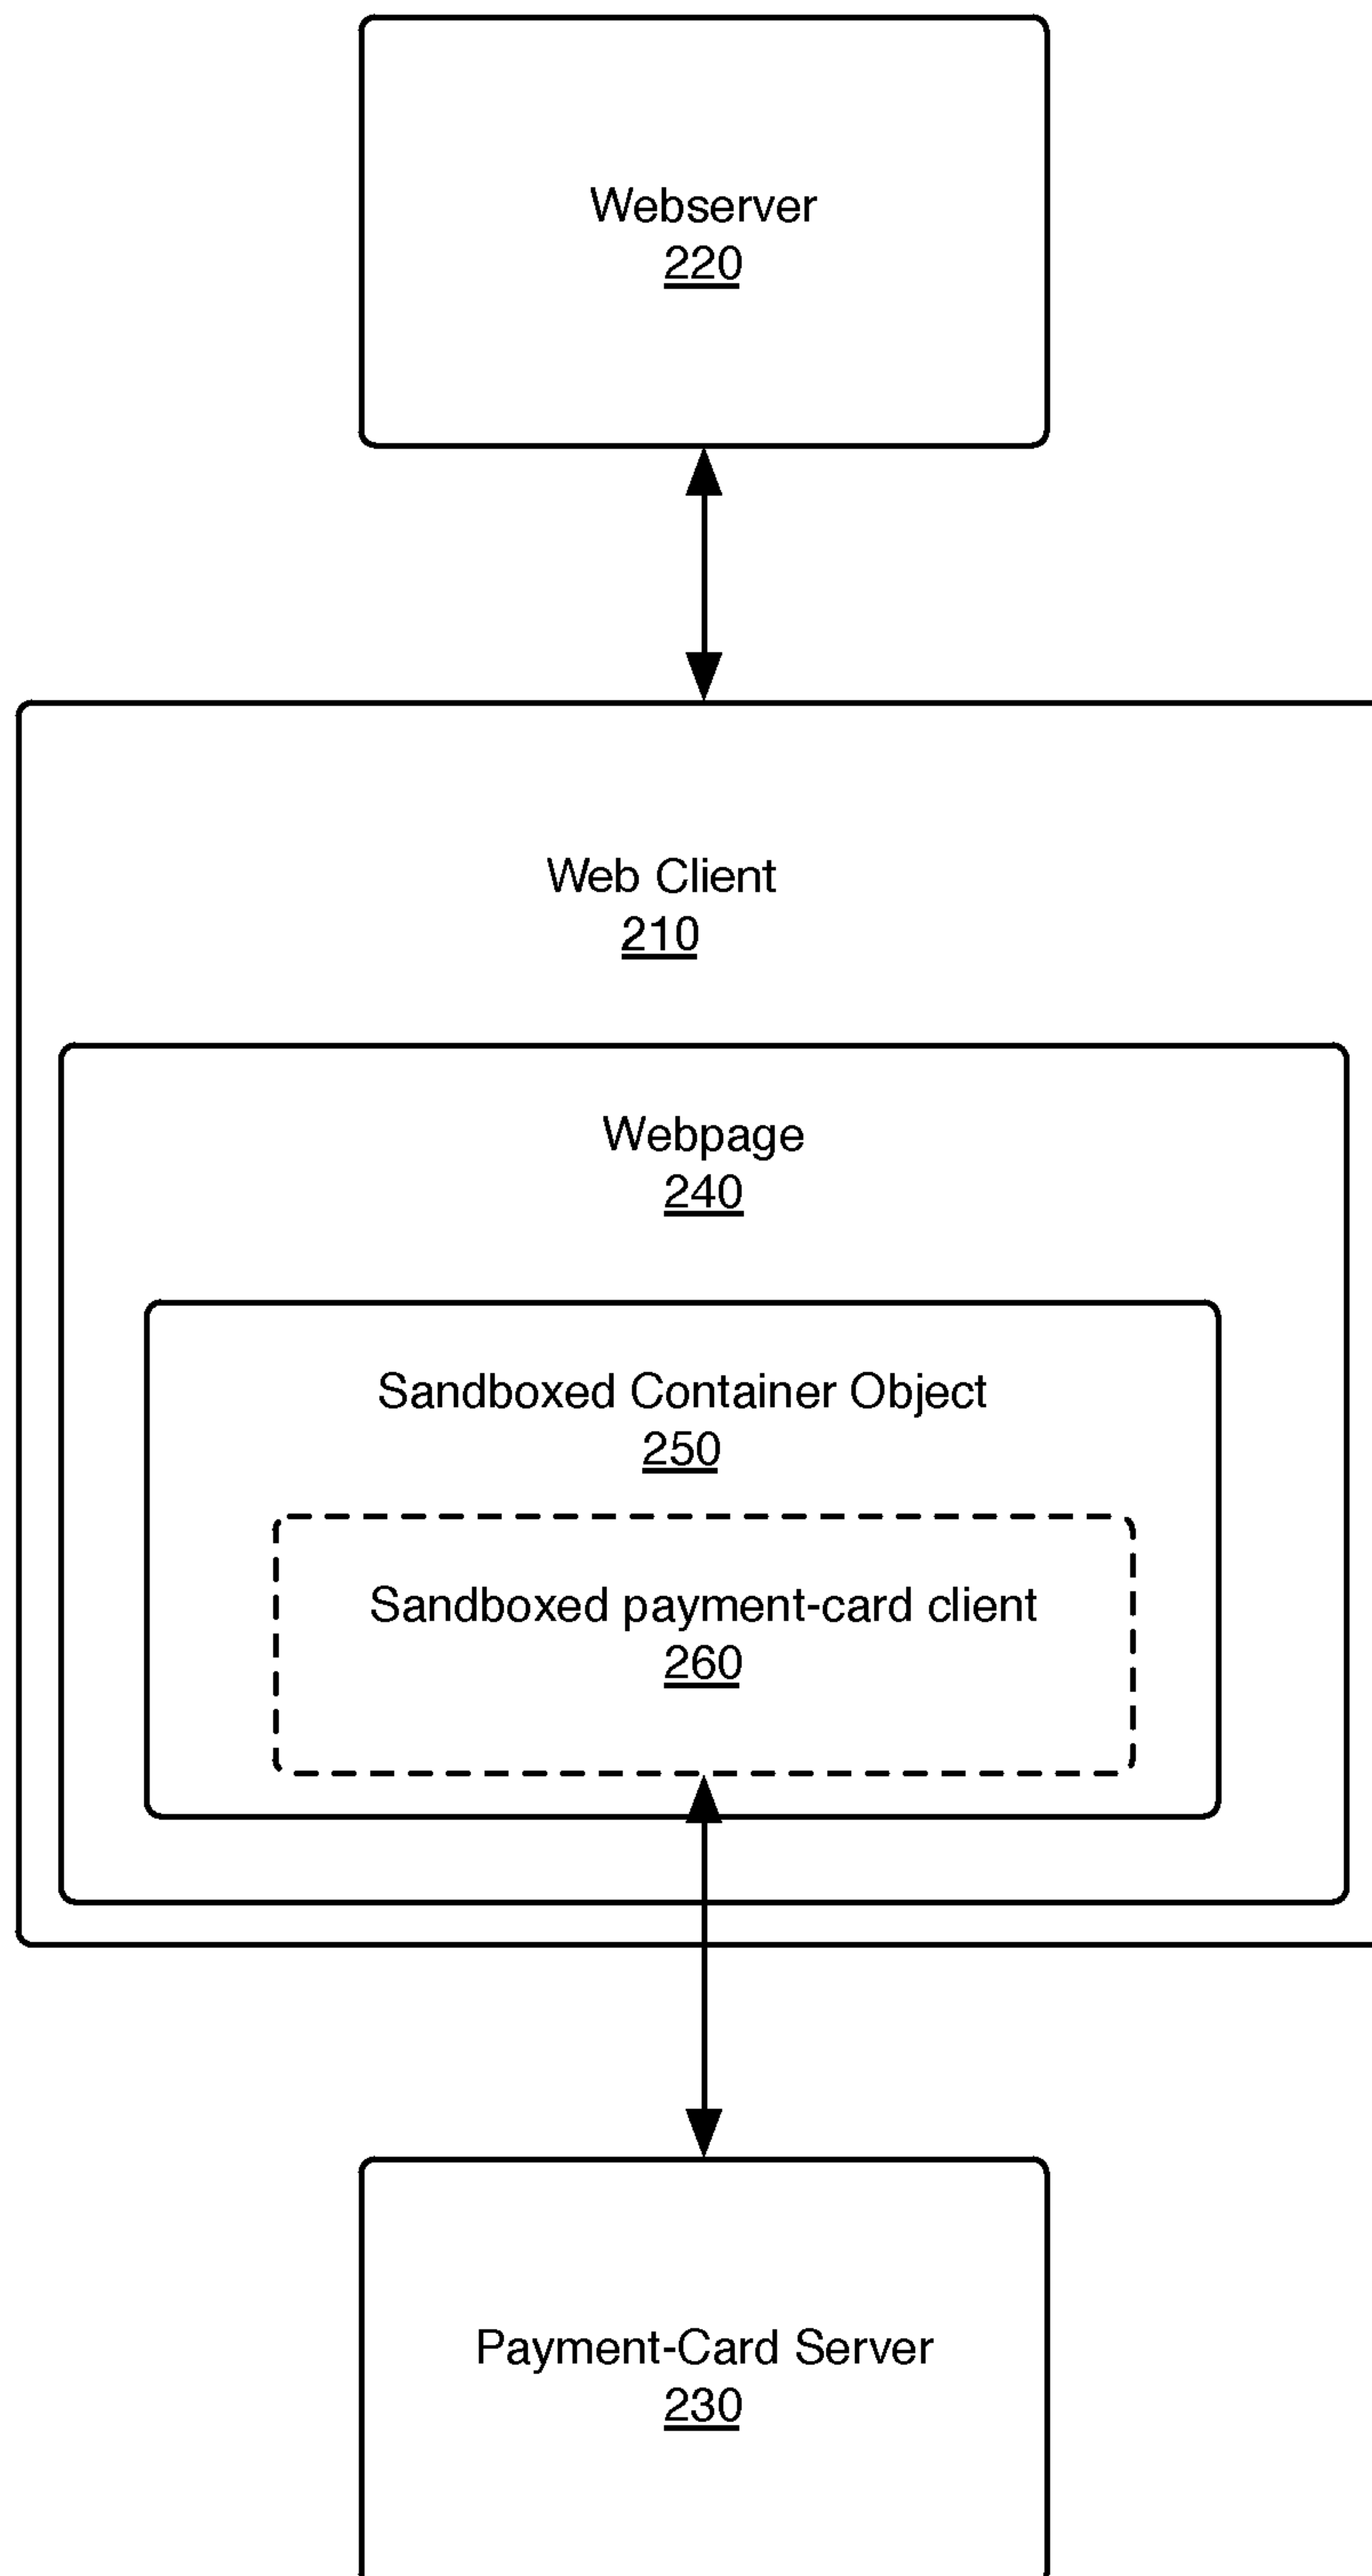 Webserver
220
Web Client
210
Webpage
240
Sandboxed Container Object
250
Sandboxed payment-card client
260
Payment-Card Server
230